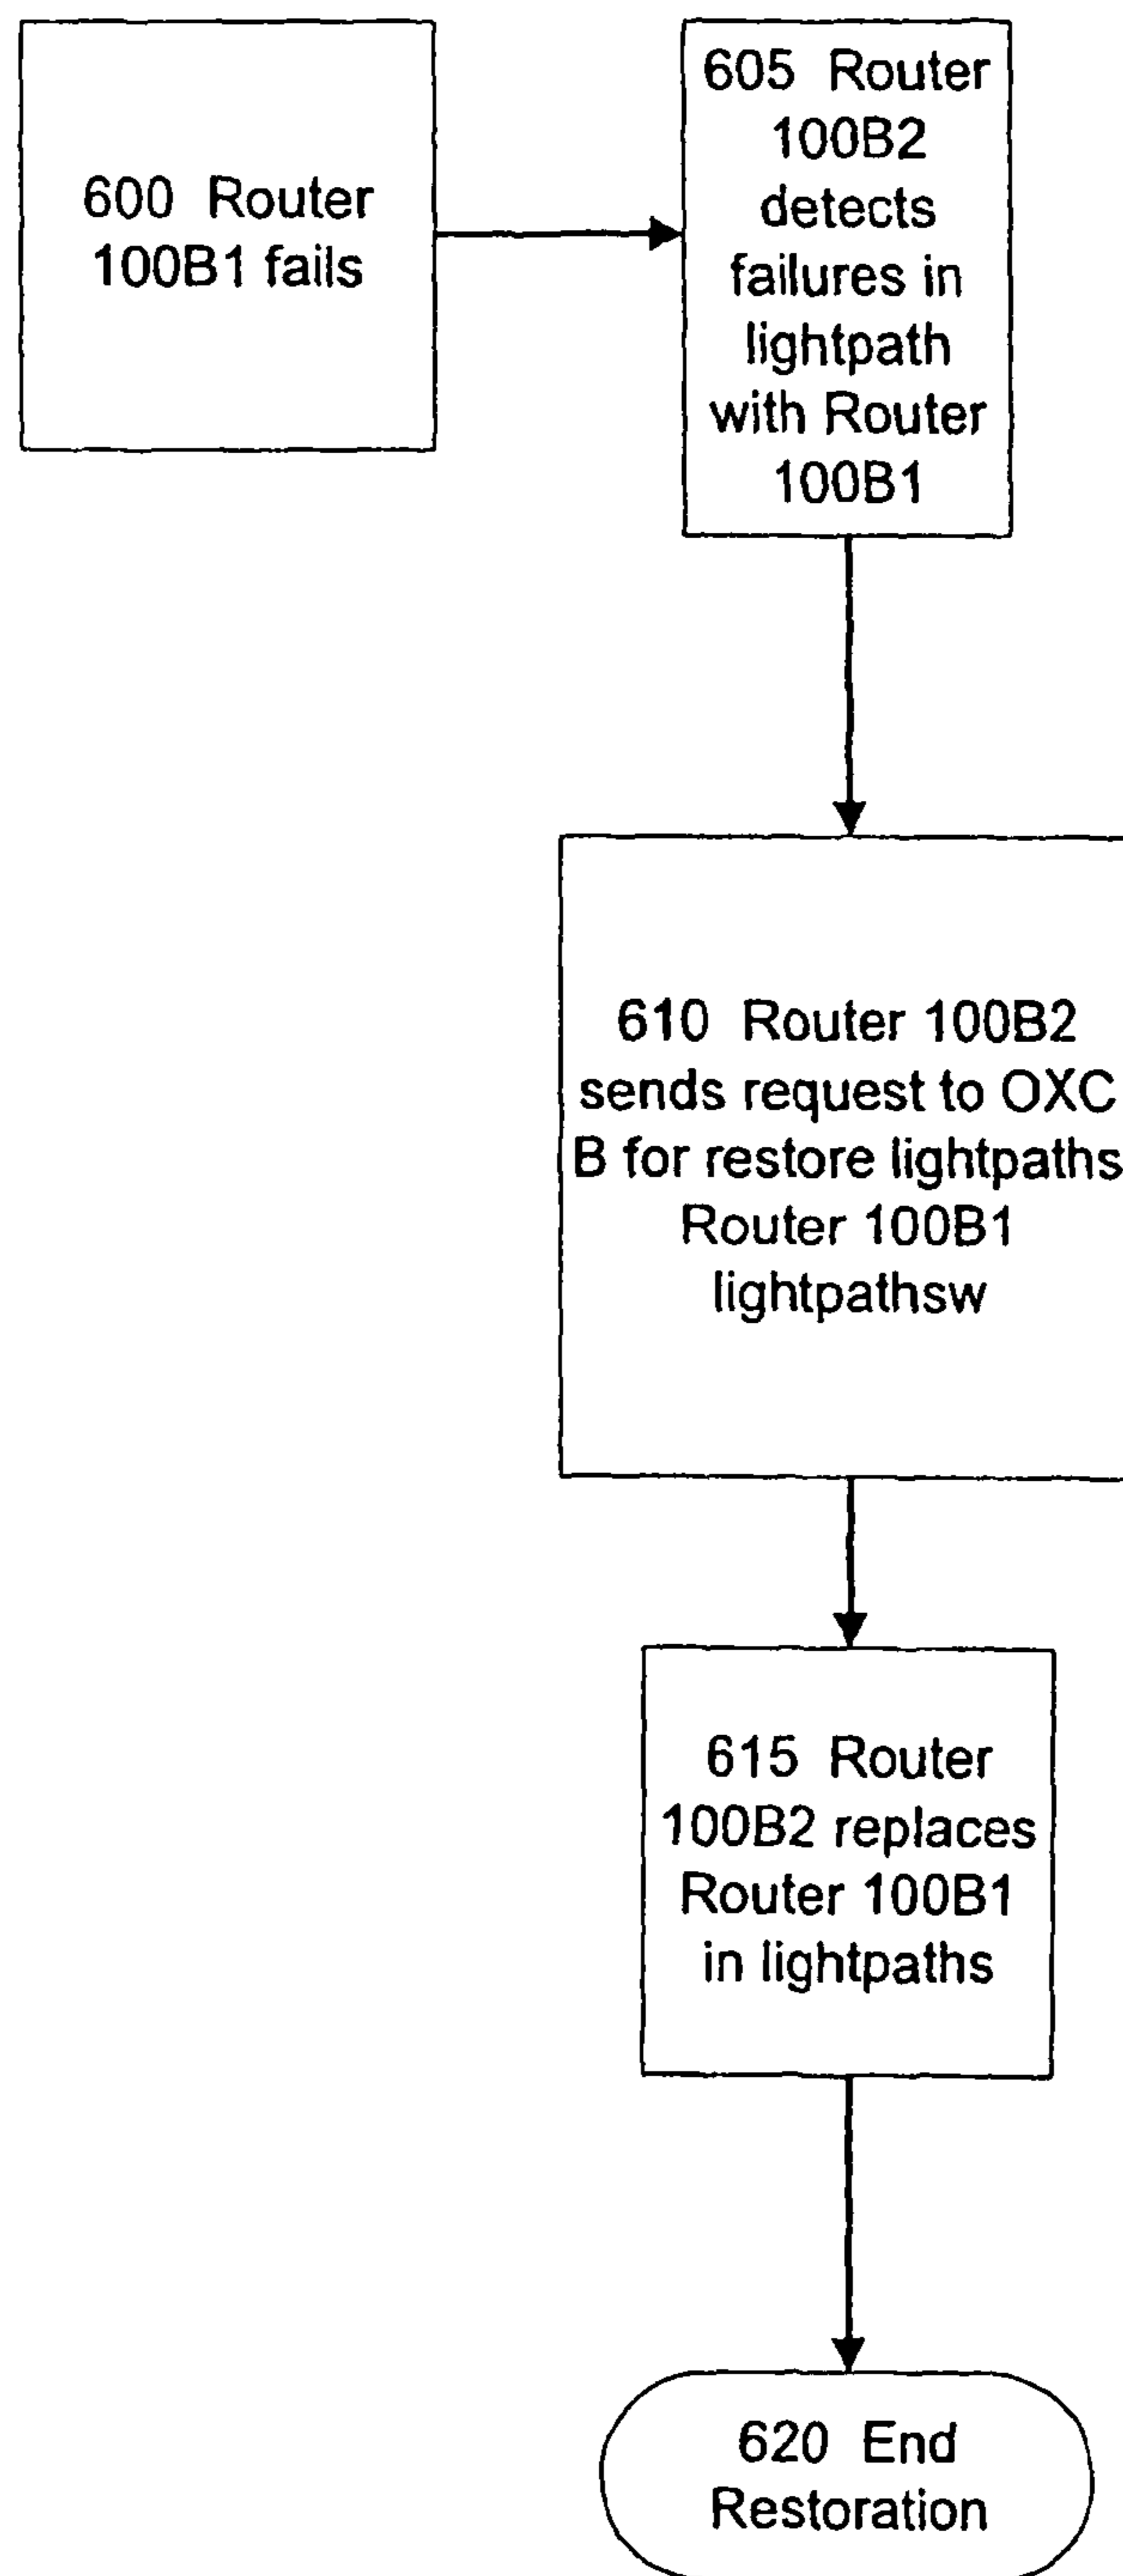 600 Router
100B1 fails
605 Router
100B2
detects
failures in
lightpath
with Router
100B1
610 Router 100B2
sends request to OXC
B for restore lightpaths
Router 100B1
lightpathsw
615 Router
100B2 replaces
Router 100B1
in lightpaths
620 End
Restoration